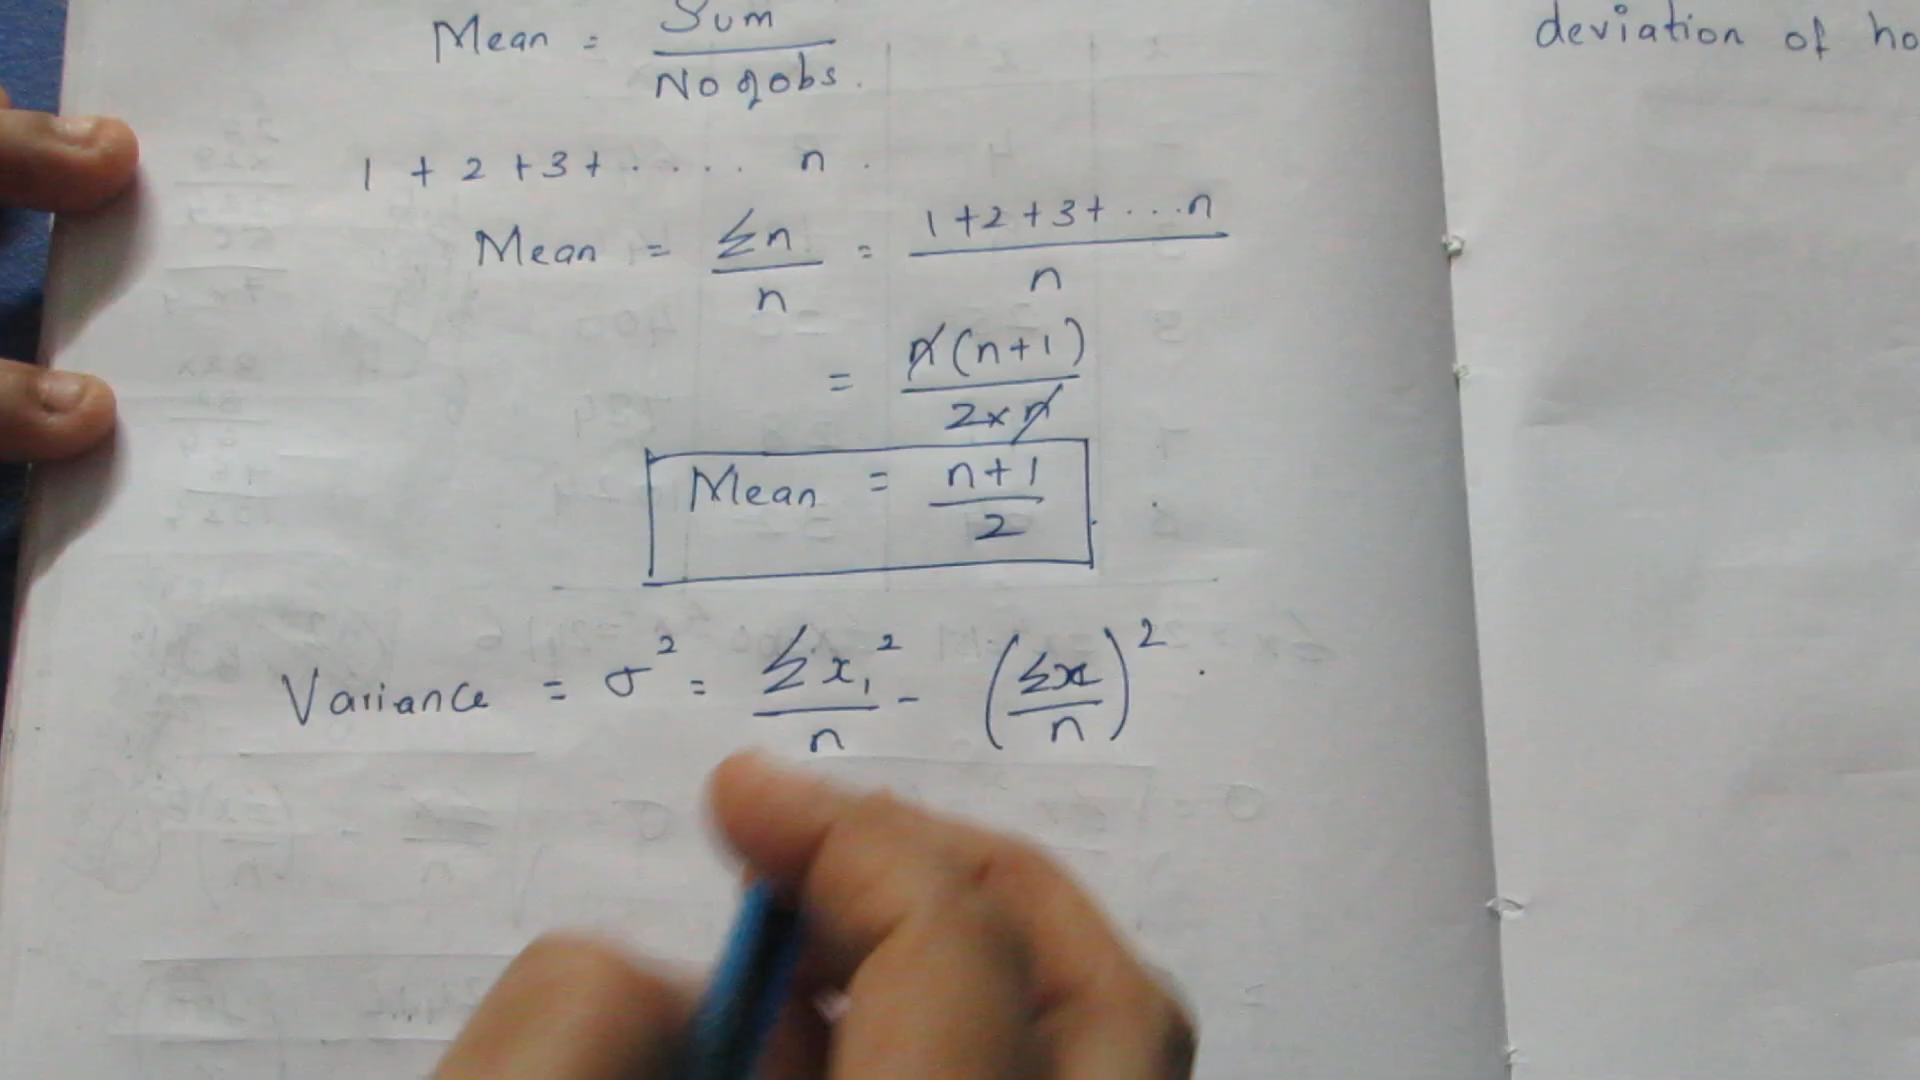 Mean = Sum / No of obs.
1 + 2 + 3 + ..... n.
Mean = Σn / n = 1 + 2 + 3 + ... n / n
= n(n+1) / 2×n
Mean = n+1 / 2
Variance = σ² = Σx₁² / n - (Σx / n)².
deviation of ho